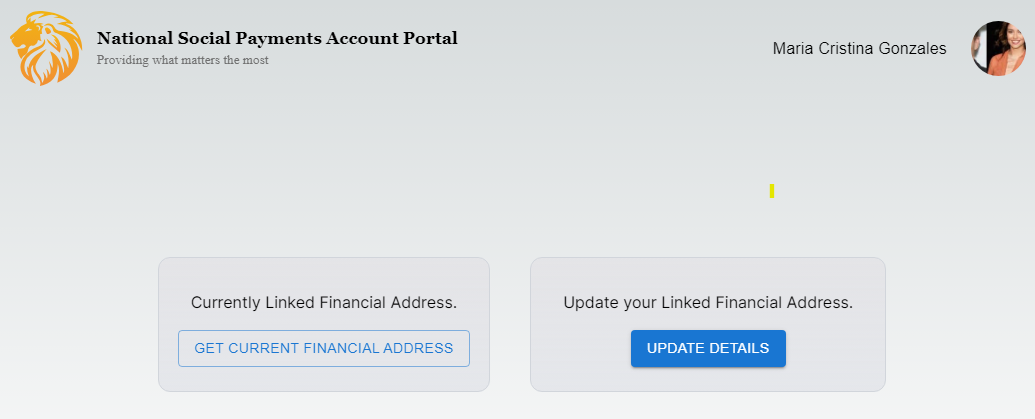 National Social Payments Account Portal
Providing what matters the most
Maria Cristina Gonzales
Currently Linked Financial Address.
GET CURRENT FINANCIAL ADDRESS
Update your Linked Financial Address.
UPDATE DETAILS